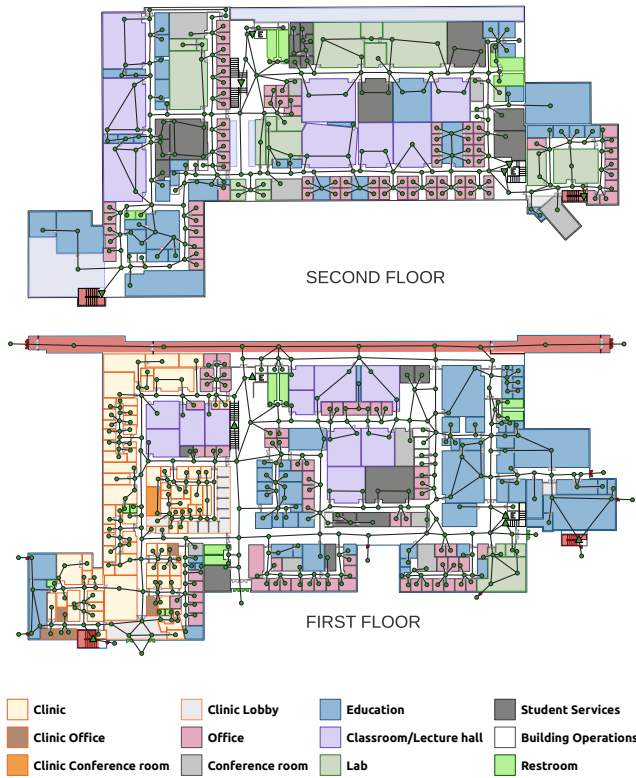 E
E
SECOND FLOOR
E
E
FIRST FLOOR
Clinic
Clinic Lobby
Education
Student Services
Clinic Office
Office
Classroom/Lecture hall
Building Operations
Clinic Conference room
Conference room
Lab
Restroom